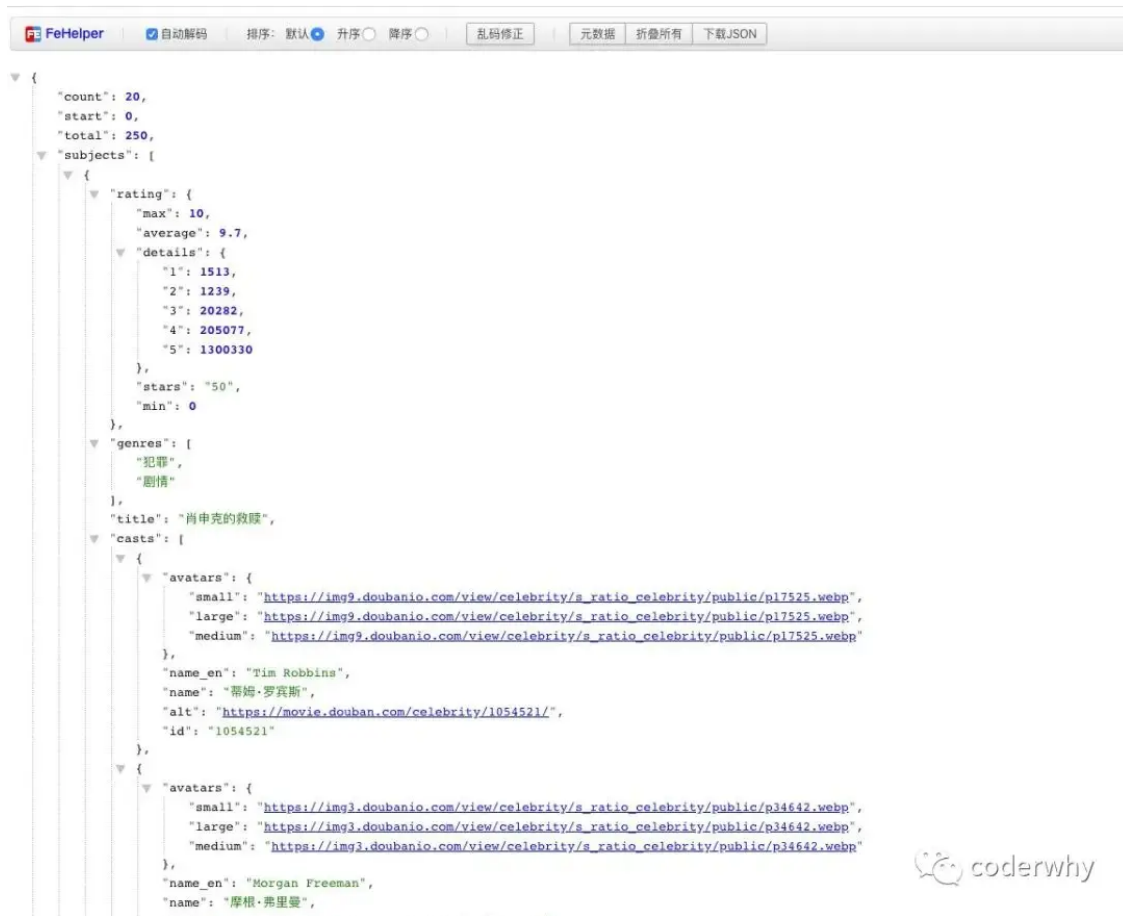 FeHelper 自动解码 排序: 默认 升序 降序 乱码修正 元数据 折叠所有 下载JSON
{
"count": 20,
"start": 0,
"total": 250,
"subjects": [
{
"rating": {
"max": 10,
"average": 9.7,
"details": {
"1": 1513,
"2": 1239,
"3": 20282,
"4": 205077,
"5": 1300330
},
"stars": "50",
"min": 0
},
"genres": [
"犯罪",
"剧情"
],
"title": "肖申克的救赎",
"casts": [
{
"avatars": {
"small": "https://img9.doubanio.com/view/celebrity/s_ratio_celebrity/public/p17525.webp",
"large": "https://img9.doubanio.com/view/celebrity/s_ratio_celebrity/public/p17525.webp",
"medium": "https://img9.doubanio.com/view/celebrity/s_ratio_celebrity/public/p17525.webp"
},
"name_en": "Tim Robbins",
"name": "蒂姆·罗宾斯",
"alt": "https://movie.douban.com/celebrity/1054521/",
"id": "1054521"
},
{
"avatars": {
"small": "https://img3.doubanio.com/view/celebrity/s_ratio_celebrity/public/p34642.webp",
"large": "https://img3.doubanio.com/view/celebrity/s_ratio_celebrity/public/p34642.webp",
"medium": "https://img3.doubanio.com/view/celebrity/s_ratio_celebrity/public/p34642.webp"
},
"name_en": "Morgan Freeman",
"name": "摩根·弗里曼",
coderwhy